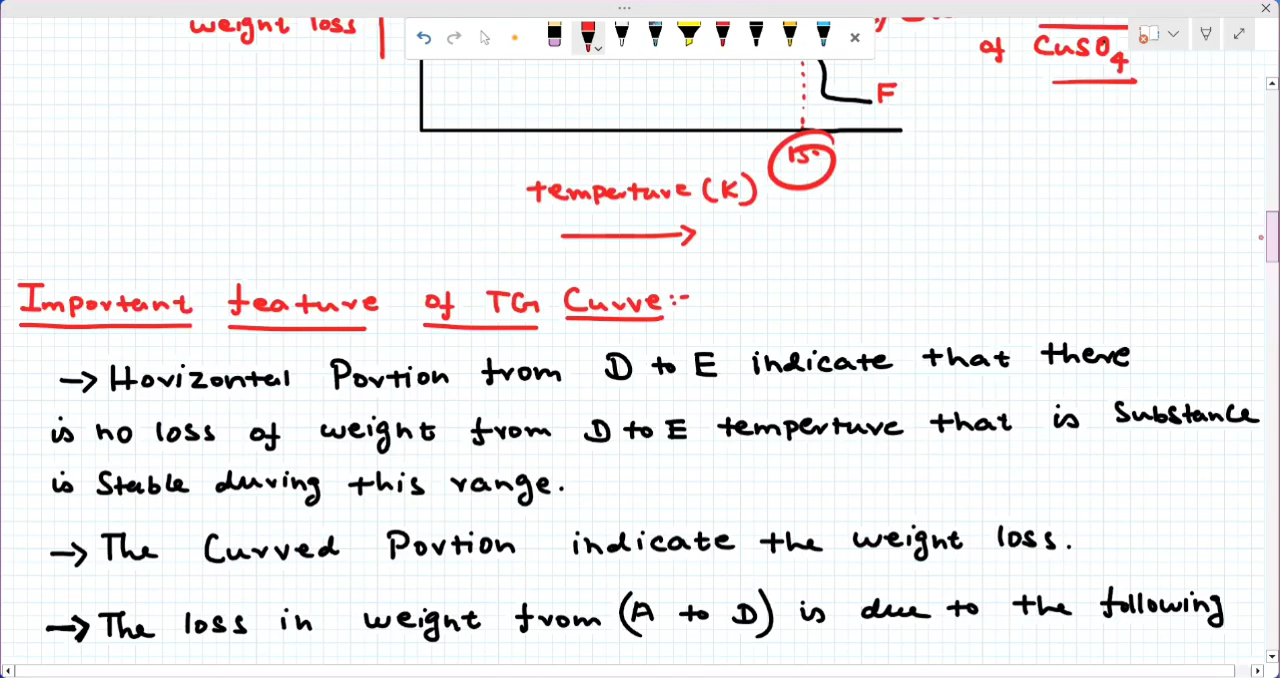 weight loss
of CuSO4
F
temperture (K)
Important feature of TG Curve:-
→ Horizontal Portion from D to E indicate that there
is no loss of weight from D to E temperture that is Substance
is Stable during this range.
→ The Curved Portion indicate the weight loss.
→ The loss in weight from (A to D) is due to the following